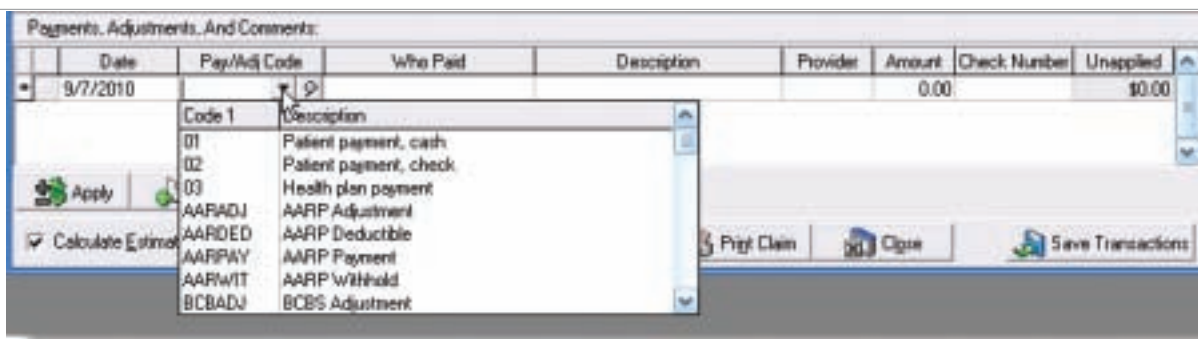 Payments, Adjustments, And Comments:
Date Pay/Adj Code Who Paid Description Provider Amount Check Number Unapplied
9/7/2010 0.00 $0.00
Code 1 Description
01 Patient payment, cash
02 Patient payment, check
03 Health plan payment
AARADJ AARP Adjustment
AARDED AARP Deductible
AARPAY AARP Payment
AARWIT AARP Withhold
BCBADJ BCBS Adjustment
Apply
Calculate Estimat Print Claim Close Save Transactions